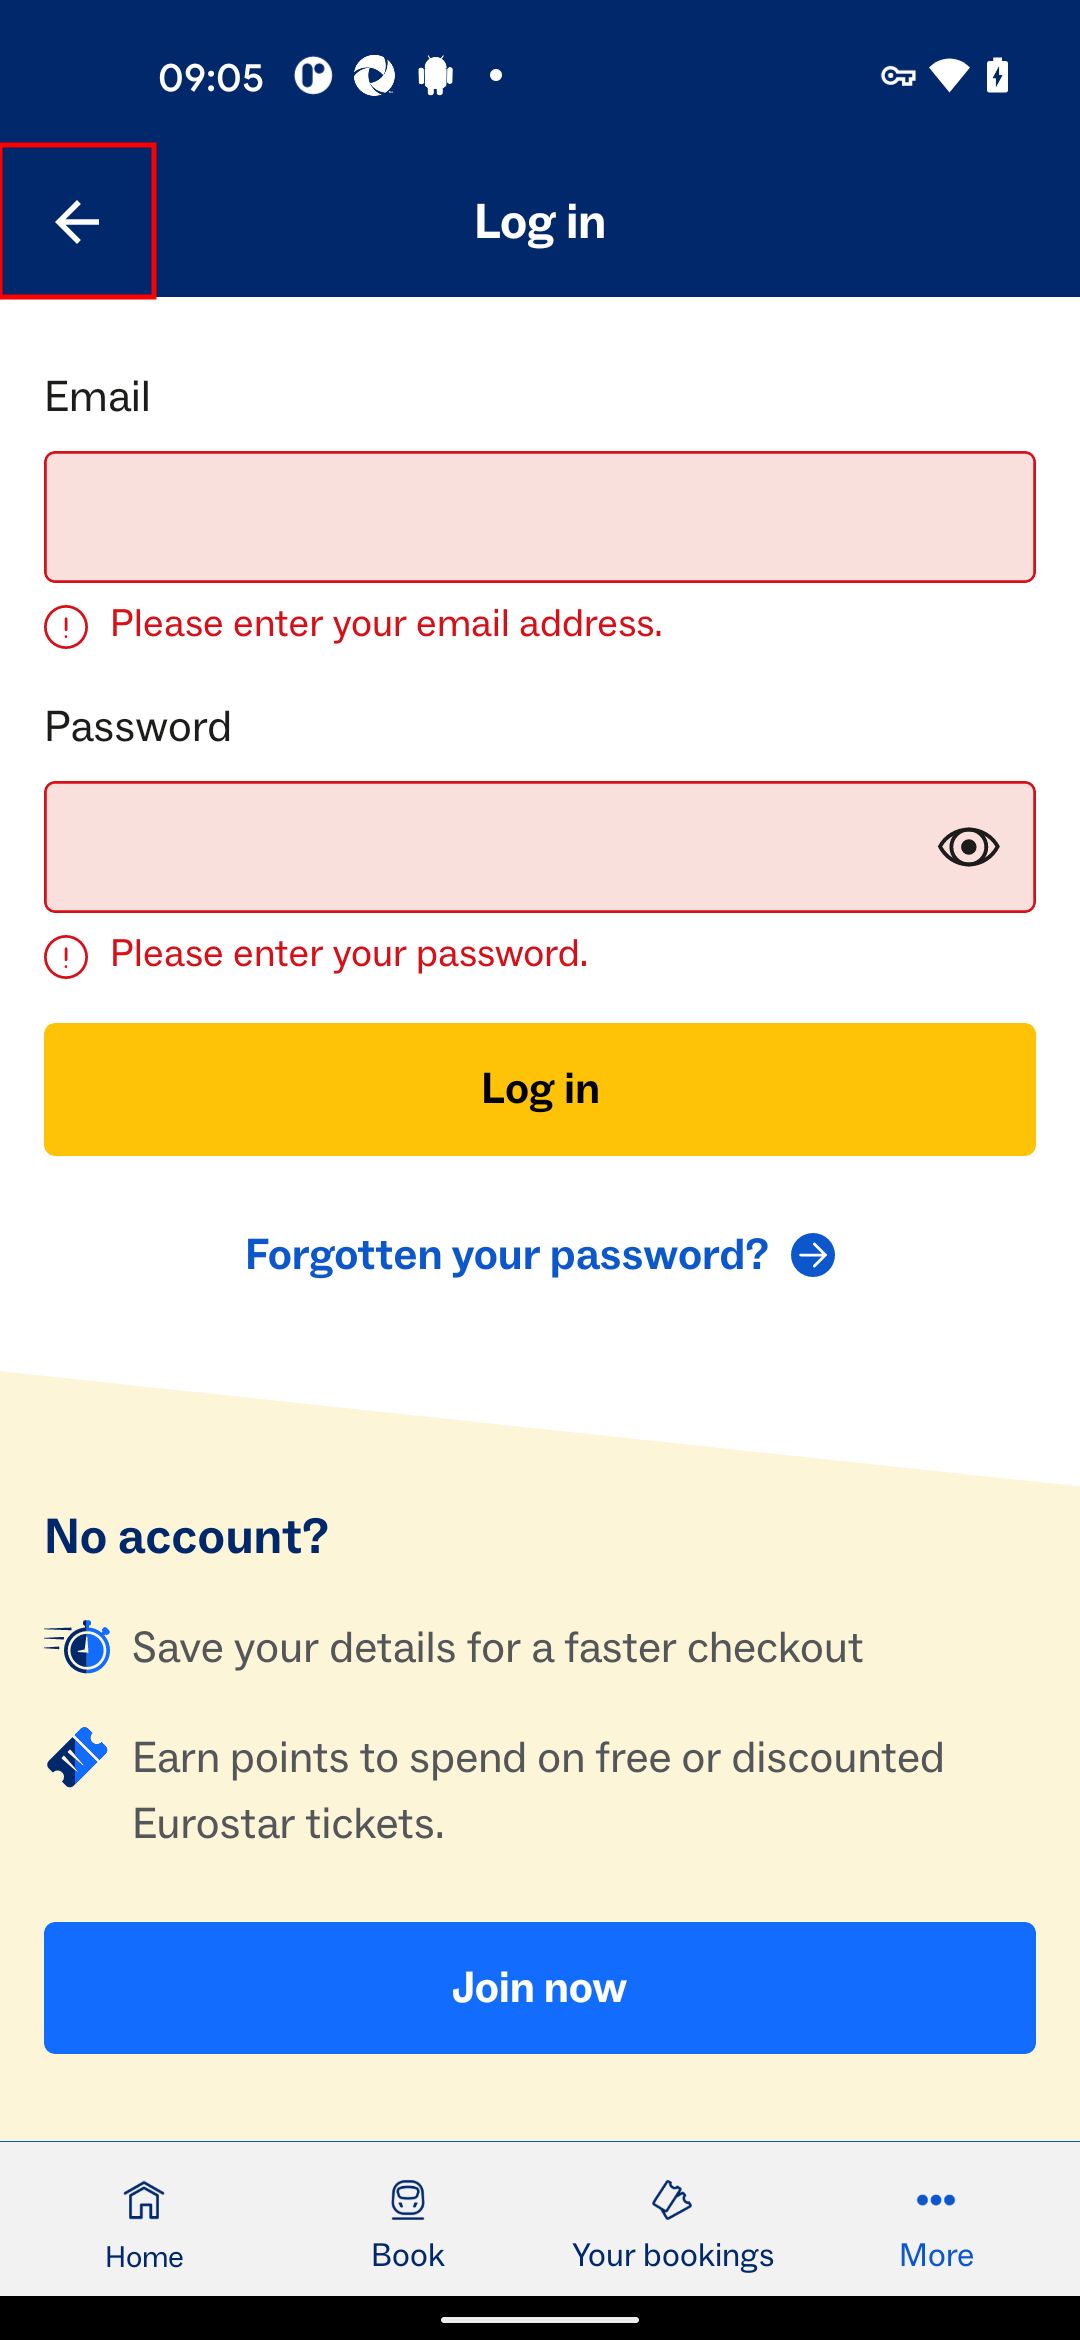 09:05
Log in
Email
Please enter your email address.
Password
Please enter your password.
Log in
Forgotten your password?
No account?
Save your details for a faster checkout
Earn points to spend on free or discounted
Eurostar tickets.
Join now
Home
Book
Your bookings
More